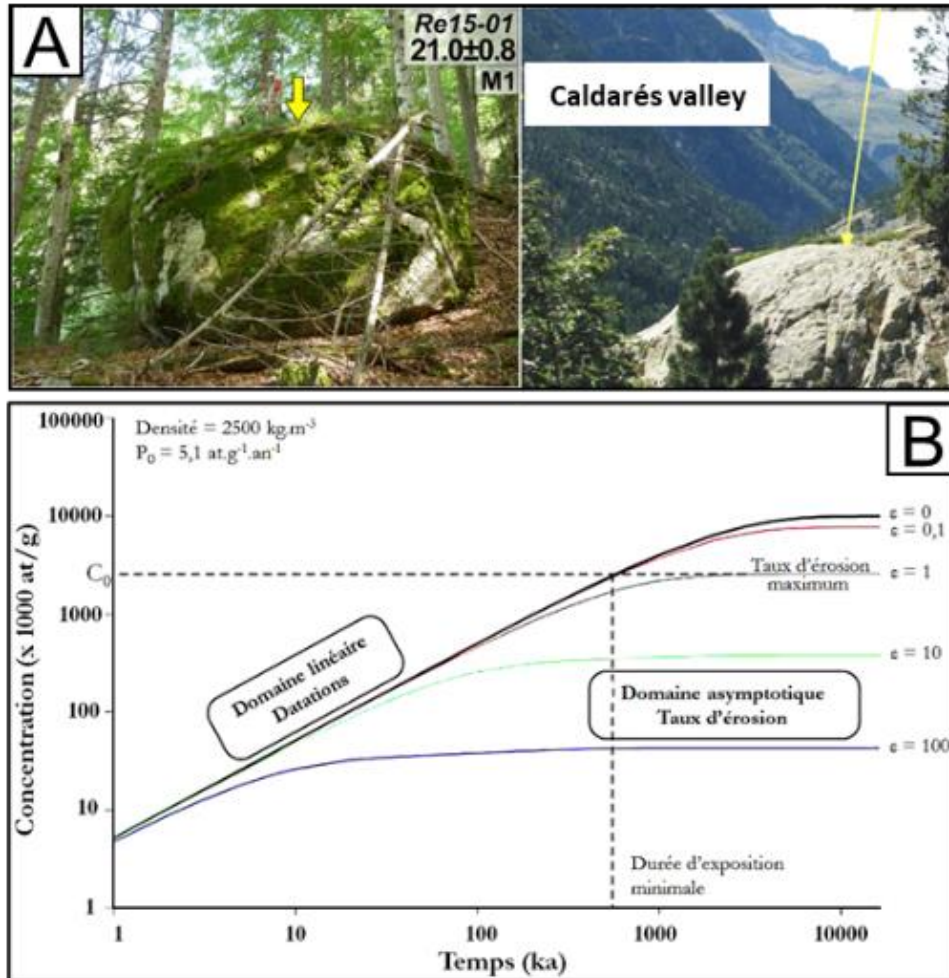 A
Re15-01
21.0±0.8
M1
Caldarés valley
B
Densité = 2500 kg.m⁻³
P₀ = 5,1 at.g⁻¹.an⁻¹
Concentration (x 1000 at/g)
100000
10000
C₀
1000
100
10
1
ε = 0
ε = 0,1
Taux d'érosion
maximum
ε = 1
ε = 10
ε = 100
Domaine linéaire
Datations
Domaine asymptotique
Taux d'érosion
Durée d'exposition
minimale
1
10
100
1000
10000
Temps (ka)